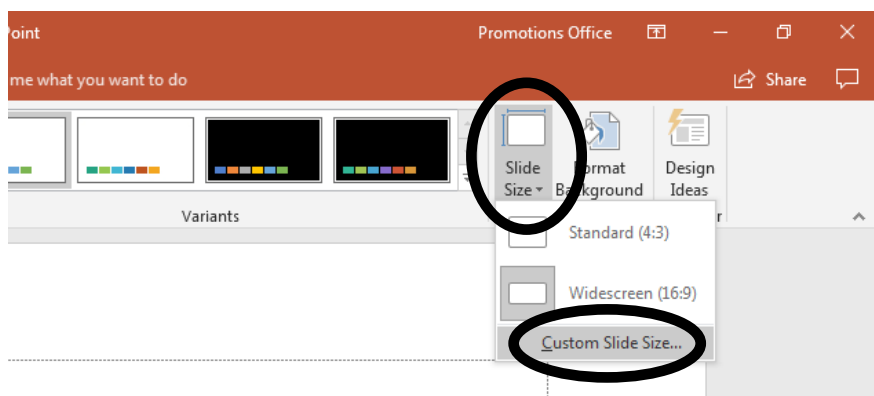 Point
Promotions Office
me what you want to do
Share
Slide
Size
Format
Background
Design
Ideas
Variants
r
Standard (4:3)
Widescreen (16:9)
Custom Slide Size...